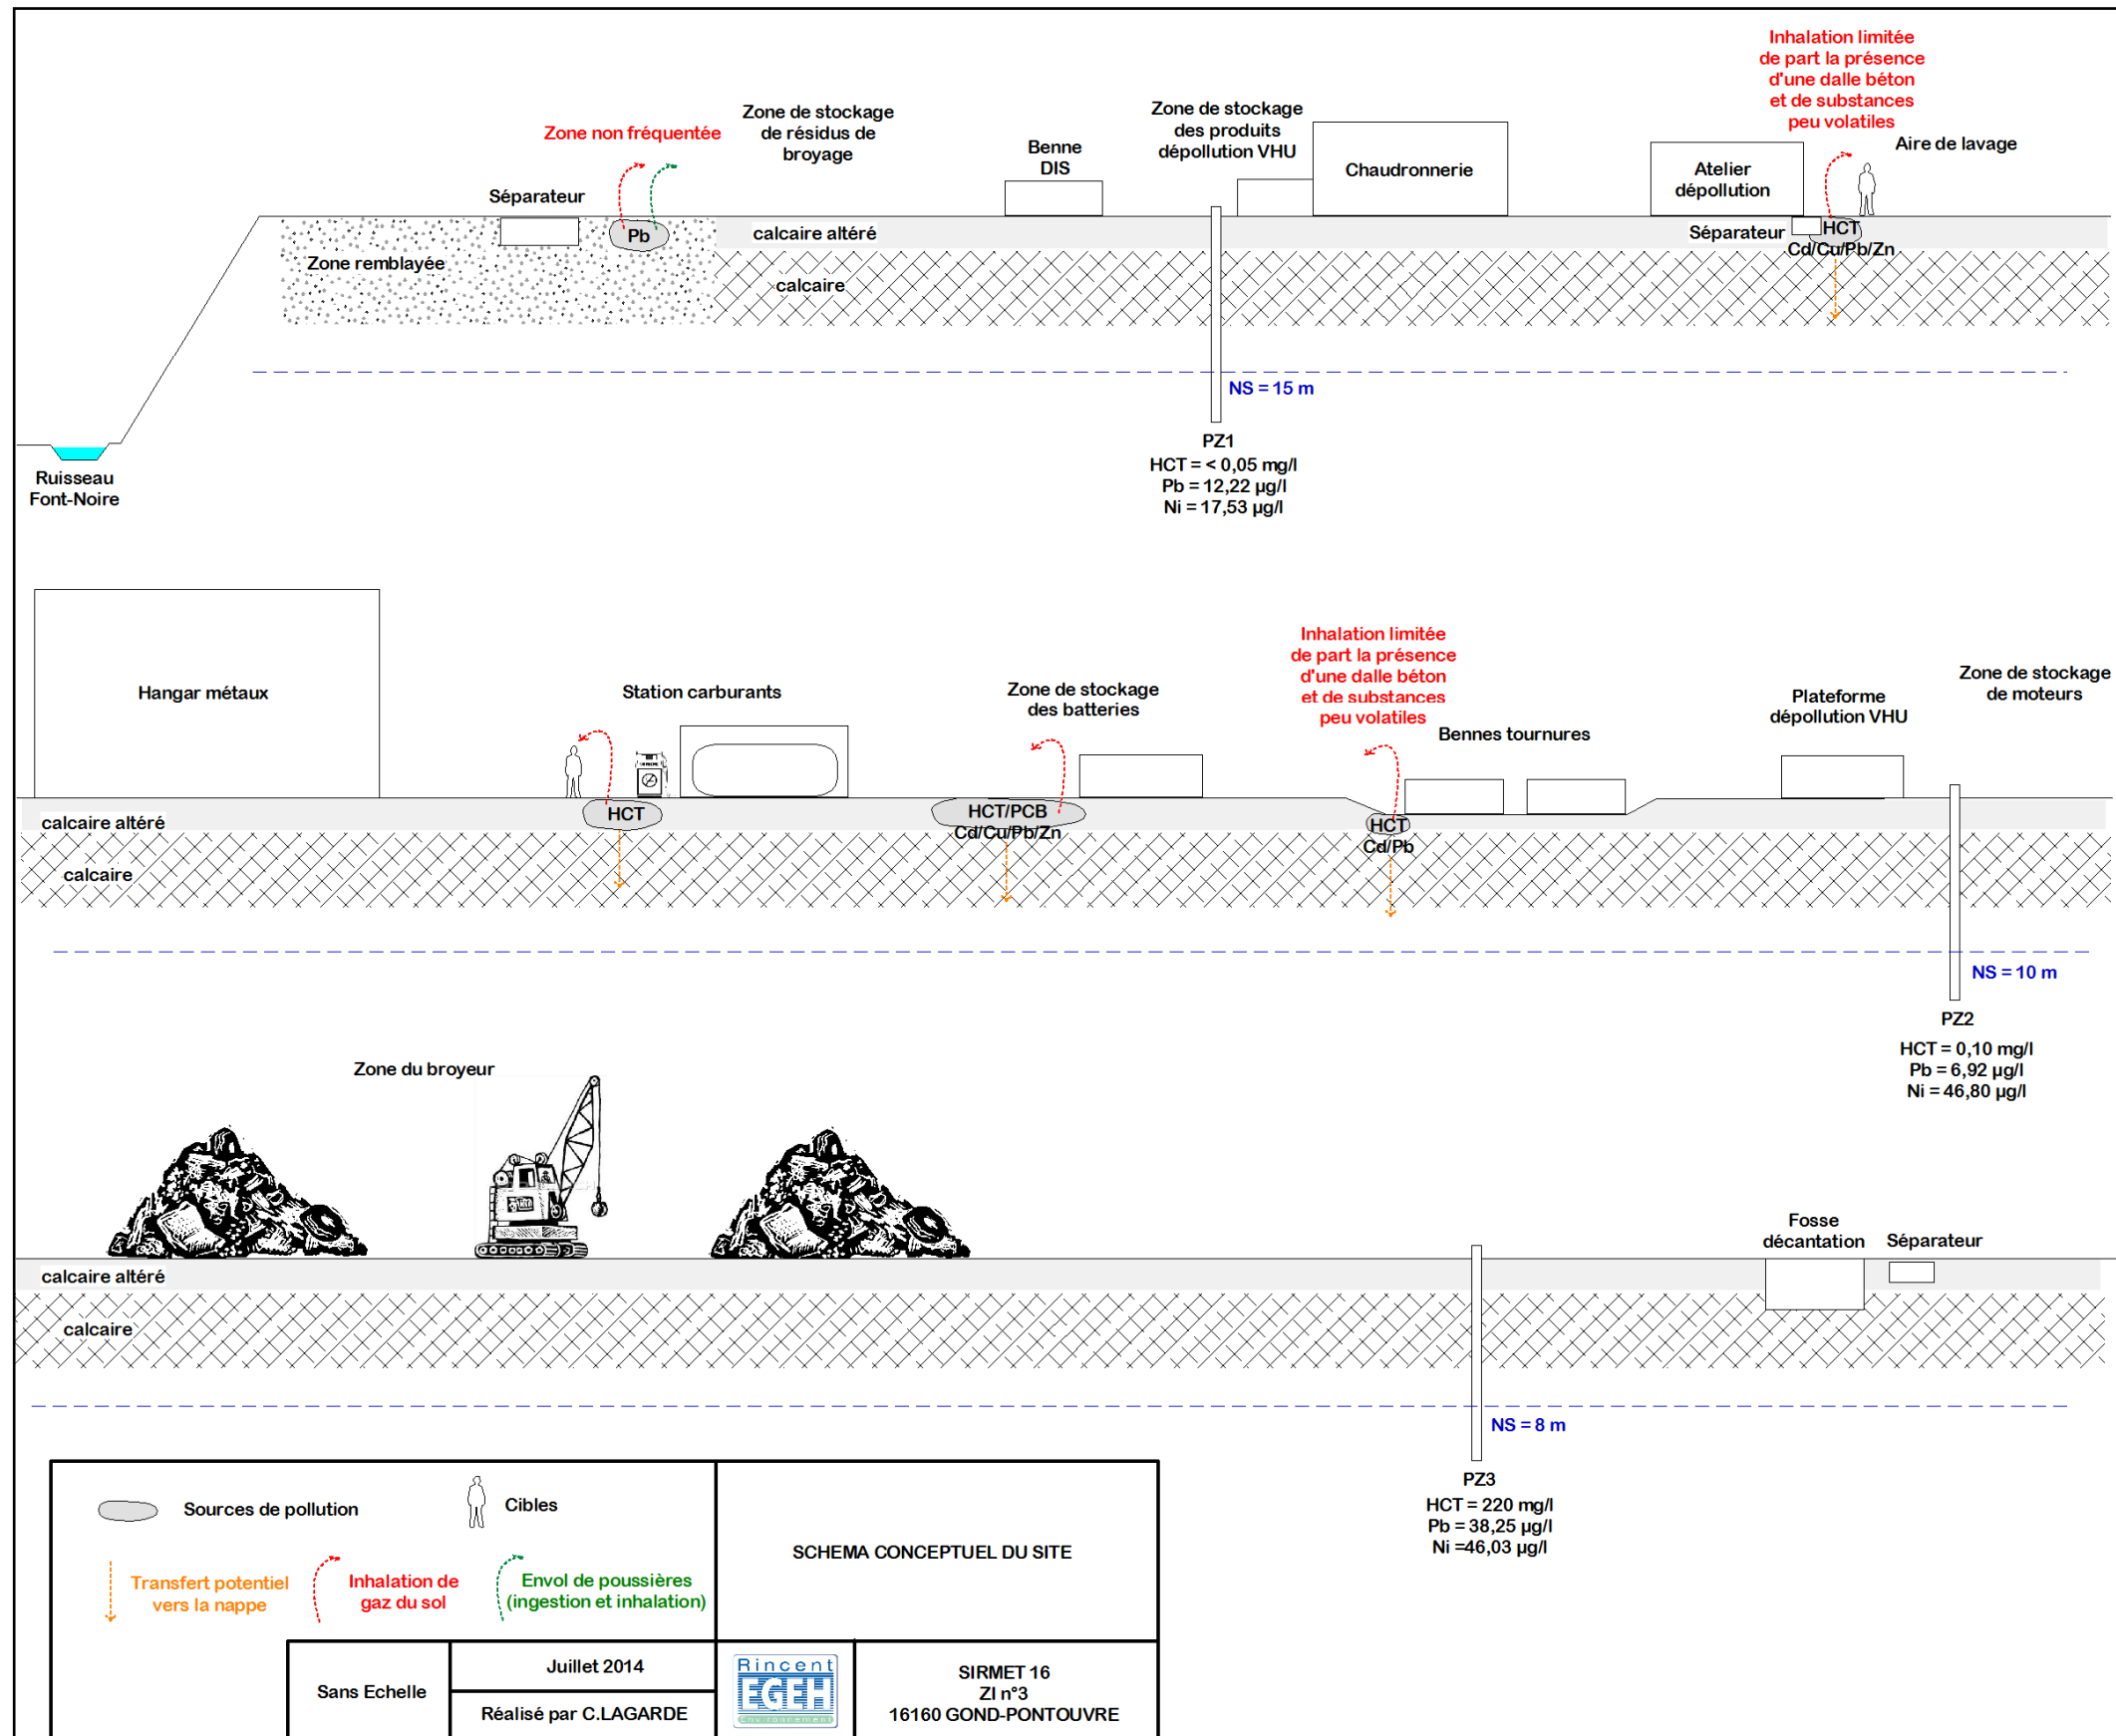 Inhalation limitée
de part la présence
d'une dalle béton
et de substances
peu volatiles
Zone non fréquentée
Zone de stockage
de résidus de
broyage
Zone de stockage
des produits
dépollution VHU
Benne
DIS
Chaudronnerie
Atelier
dépollution
Aire de lavage
Séparateur
Pb
calcaire altéré
Séparateur
HCT
Cd/Cu/Pb/Zn
Zone remblayée
calcaire
NS = 15 m
Ruisseau
Font-Noire
PZ1
HCT = < 0,05 mg/l
Pb = 12,22 µg/l
Ni = 17,53 µg/l
Hangar métaux
Station carburants
Zone de stockage
des batteries
Inhalation limitée
de part la présence
d'une dalle béton
et de substances
peu volatiles
Bennes tournures
Plateforme
dépollution VHU
Zone de stockage
de moteurs
calcaire altéré
HCT
HCT/PCB
Cd/Cu/Pb/Zn
HCT
Cd/Pb
calcaire
NS = 10 m
PZ2
HCT = 0,10 mg/l
Pb = 6,92 µg/l
Ni = 46,80 µg/l
Zone du broyeur
Fosse
décantation
Séparateur
calcaire altéré
calcaire
NS = 8 m
PZ3
HCT = 220 mg/l
Pb = 38,25 µg/l
Ni =46,03 µg/l
Sources de pollution
Cibles
Transfert potentiel
vers la nappe
Inhalation de
gaz du sol
Envol de poussières
(ingestion et inhalation)
SCHEMA CONCEPTUEL DU SITE
Sans Echelle
Juillet 2014
Réalisé par C.LAGARDE
Rincent
EGEH
Environnement
SIRMET 16
ZI n°3
16160 GOND-PONTOUVRE